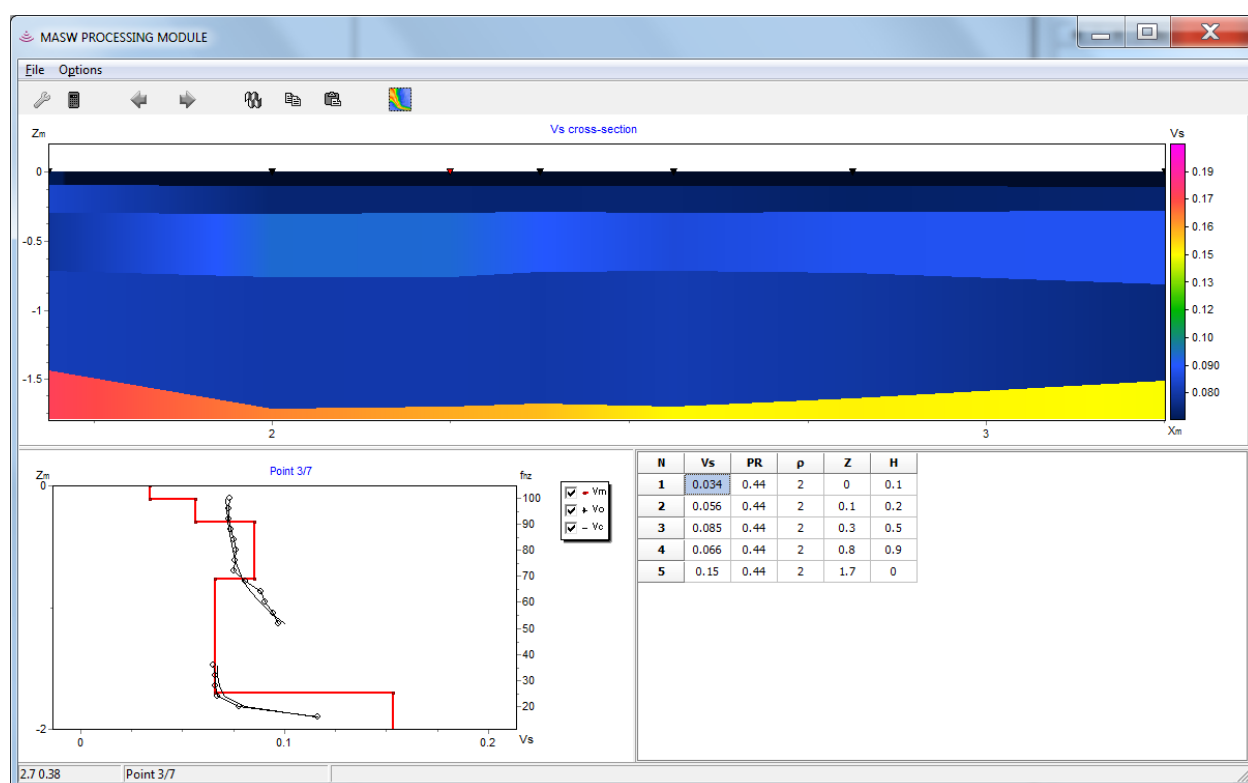 MASW PROCESSING MODULE
File Options
Vs cross-section
Zm
Vs
0
-0.5
-1
-1.5
0.19
0.17
0.16
0.15
0.13
0.12
0.10
0.090
0.080
2
3
Xm
Point 3/7
Zm
fHz
0
-2
100
90
80
70
60
50
40
30
20
0
0.1
0.2
Vs
Vm
Vo
Vc
N Vs PR ρ Z H
1 0.034 0.44 2 0 0.1
2 0.056 0.44 2 0.1 0.2
3 0.085 0.44 2 0.3 0.5
4 0.066 0.44 2 0.8 0.9
5 0.15 0.44 2 1.7 0
2.7 0.38 Point 3/7